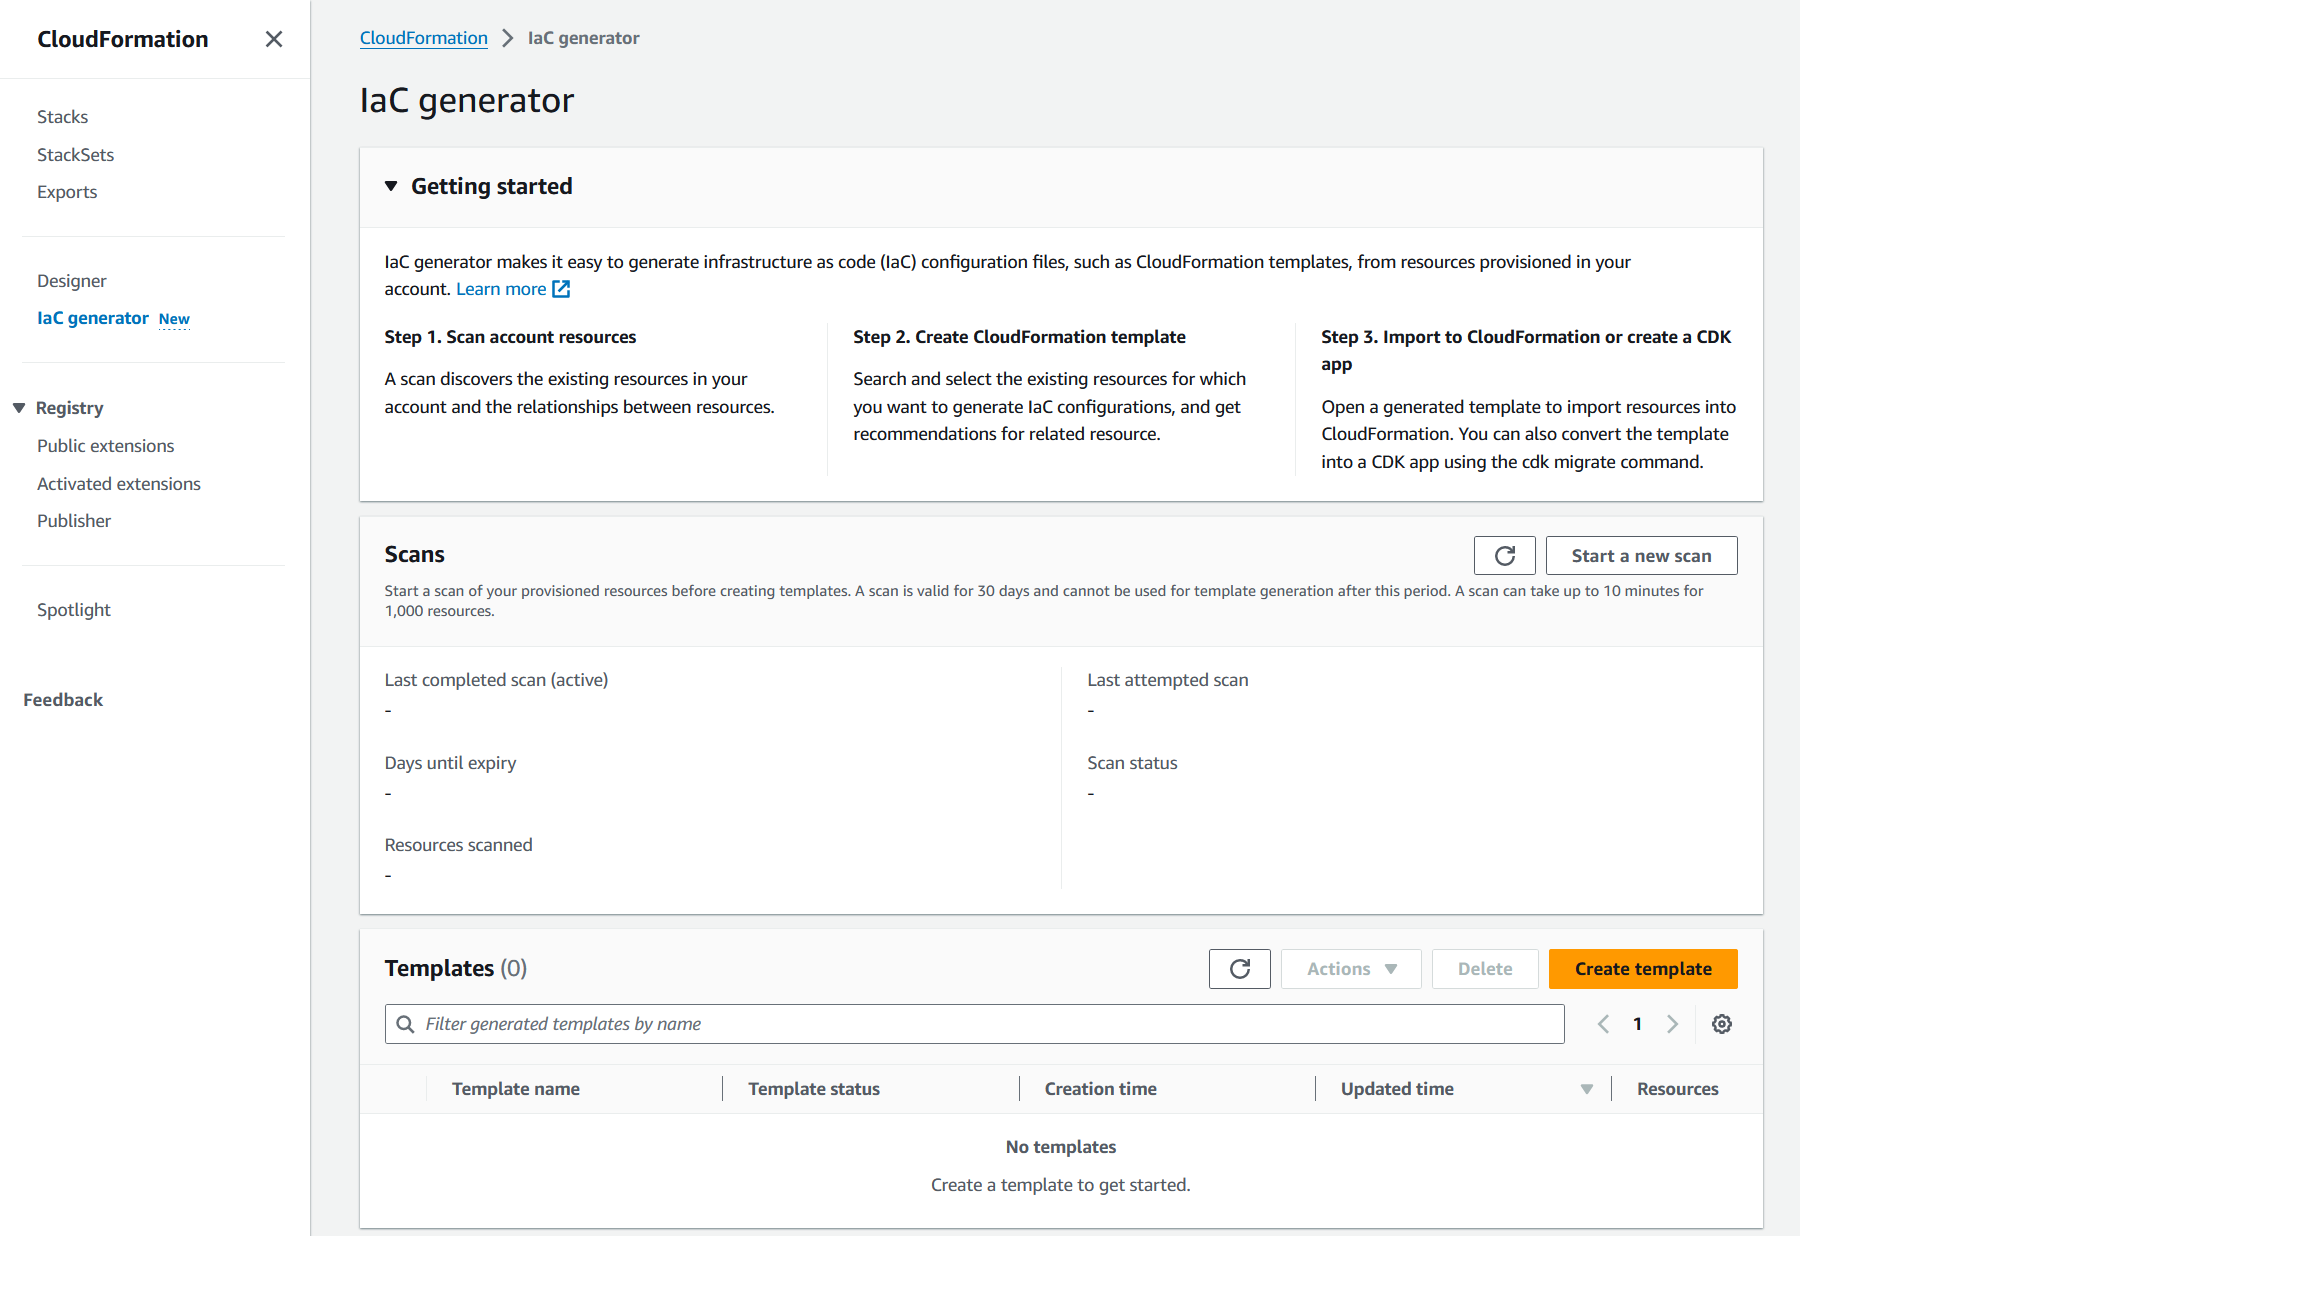 CloudFormation
Stacks
StackSets
Exports
Designer
IaC generator New
Registry
Public extensions
Activated extensions
Publisher
Spotlight
Feedback
CloudFormation > IaC generator
IaC generator
Getting started
IaC generator makes it easy to generate infrastructure as code (IaC) configuration files, such as CloudFormation templates, from resources provisioned in your
account. Learn more
Step 1. Scan account resources
A scan discovers the existing resources in your
account and the relationships between resources.
Step 2. Create CloudFormation template
Search and select the existing resources for which
you want to generate IaC configurations, and get
recommendations for related resource.
Step 3. Import to CloudFormation or create a CDK
app
Open a generated template to import resources into
CloudFormation. You can also convert the template
into a CDK app using the cdk migrate command.
Scans
Start a new scan
Start a scan of your provisioned resources before creating templates. A scan is valid for 30 days and cannot be used for template generation after this period. A scan can take up to 10 minutes for
1,000 resources.
Last completed scan (active)
-
Days until expiry
-
Resources scanned
-
Last attempted scan
-
Scan status
-
Templates (0)
Actions
Delete
Create template
Filter generated templates by name
1
Template name
Template status
Creation time
Updated time
Resources
No templates
Create a template to get started.